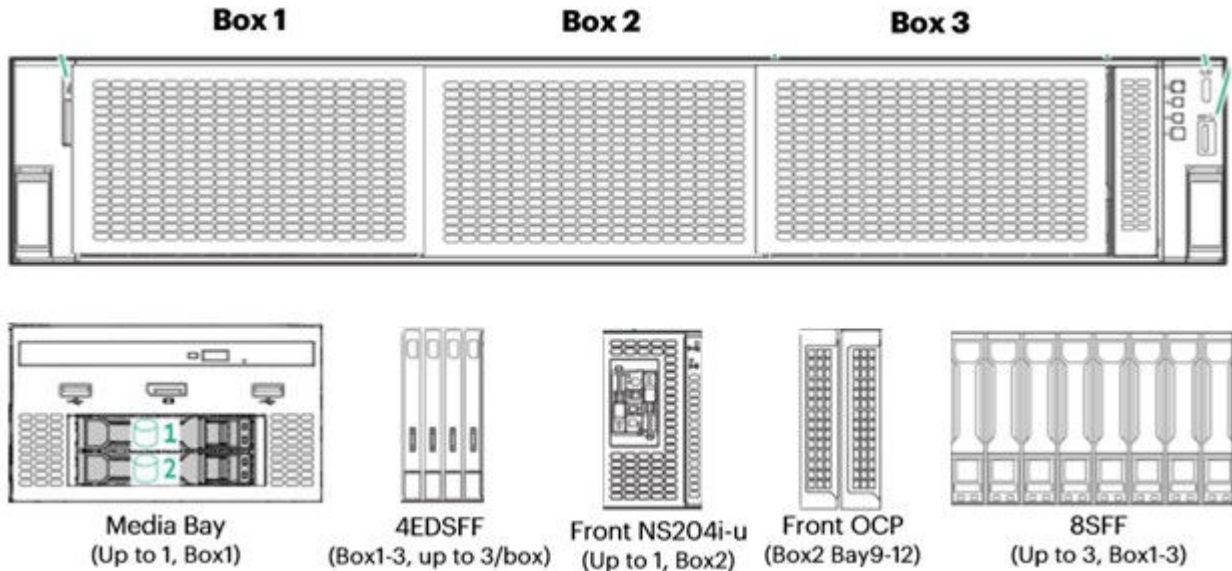 Box 1
Box 2
Box 3
1
2
Media Bay
(Up to 1, Box1)
4EDSFF
(Box1-3, up to 3/box)
Front NS204i-u
(Up to 1, Box2)
Front OCP
(Box2 Bay9-12)
8SFF
(Up to 3, Box1-3)